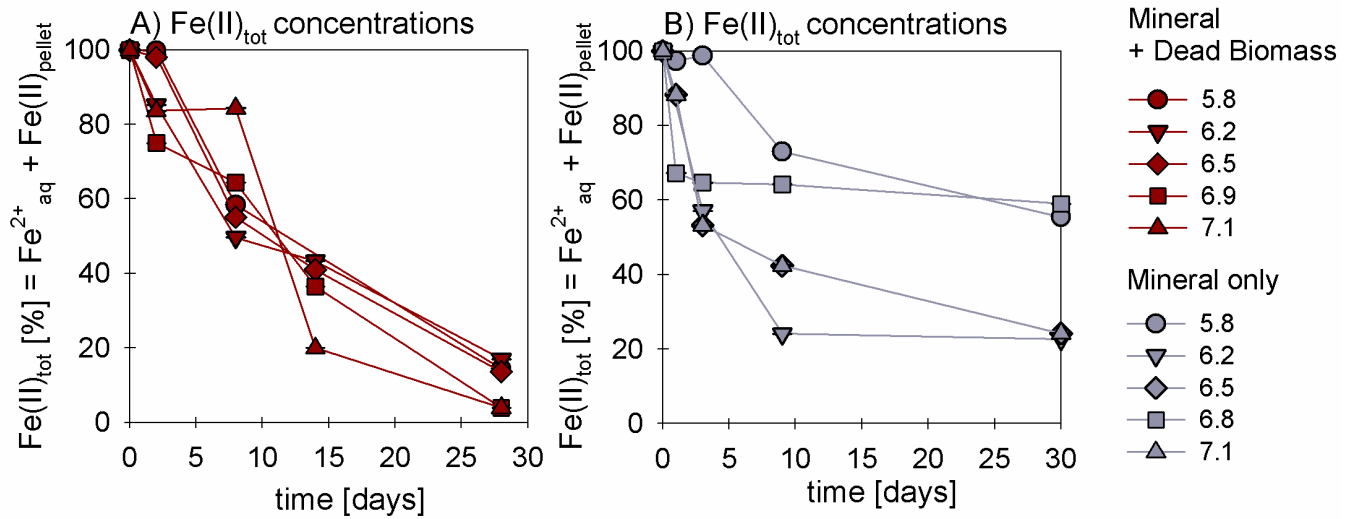 A) Fe(II)tot concentrations
Fe(II)tot [%] = Fe2+aq + Fe(II)pellet
100
80
60
40
20
0
0 5 10 15 20 25 30
time [days]
B) Fe(II)tot concentrations
Fe(II)tot [%] = Fe2+aq + Fe(II)pellet
100
80
60
40
20
0
0 5 10 15 20 25 30
time [days]
Mineral
+ Dead Biomass
5.8
6.2
6.5
6.9
7.1
Mineral only
5.8
6.2
6.5
6.8
7.1